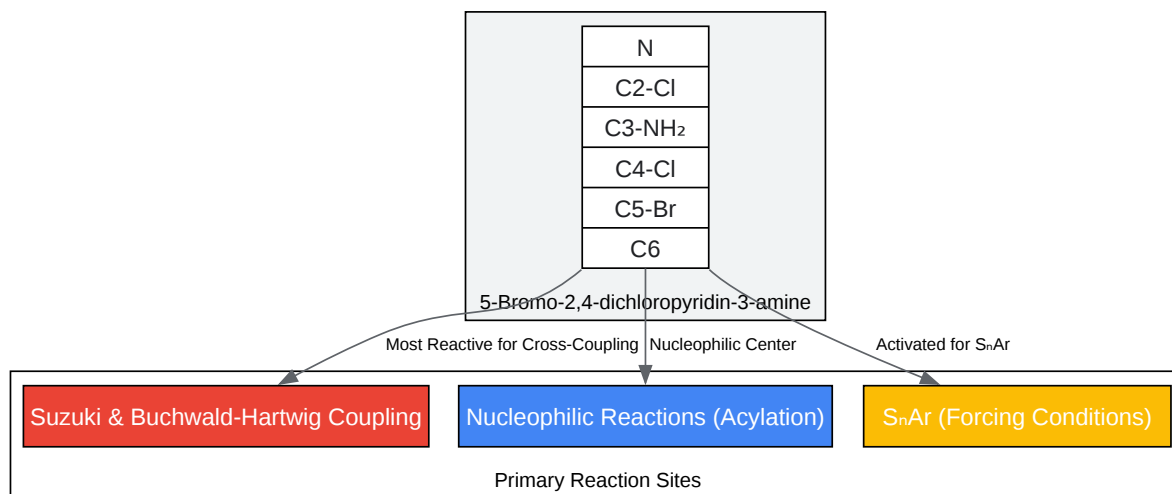 N
C2-Cl
C3-NH₂
C4-Cl
C5-Br
C6
5-Bromo-2,4-dichloropyridin-3-amine
Most Reactive for Cross-Coupling
Nucleophilic Center
Activated for SₙAr
Suzuki & Buchwald-Hartwig Coupling
Nucleophilic Reactions (Acylation)
SₙAr (Forcing Conditions)
Primary Reaction Sites